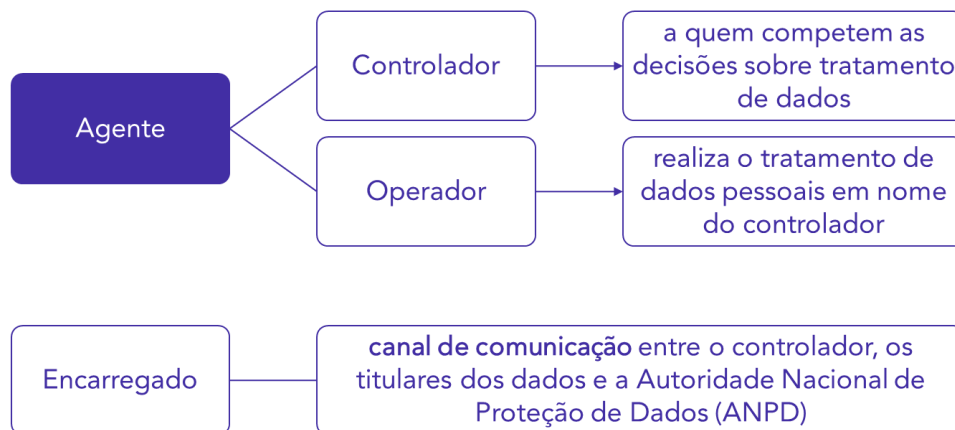 Agente
Controlador
a quem competem as
decisões sobre tratamento
de dados
Operador
realiza o tratamento de
dados pessoais em nome
do controlador
Encarregado
canal de comunicação entre o controlador, os
titulares dos dados e a Autoridade Nacional de
Proteção de Dados (ANPD)